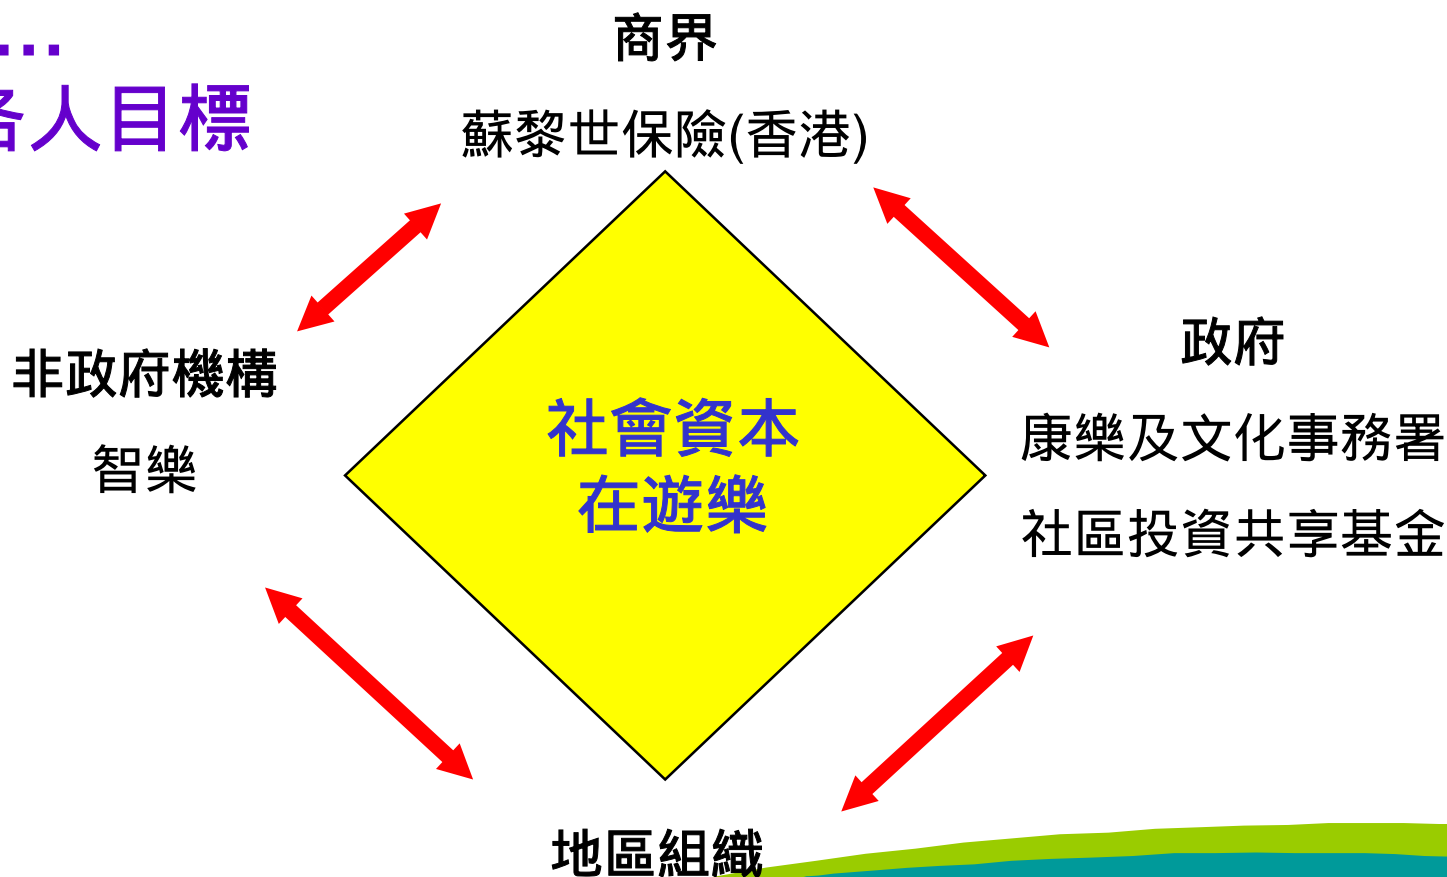 ...
各人目標
商界
蘇黎世保險(香港)
非政府機構
智樂
社會資本
在遊樂
政府
康樂及文化事務署
社區投資共享基金
地區組織